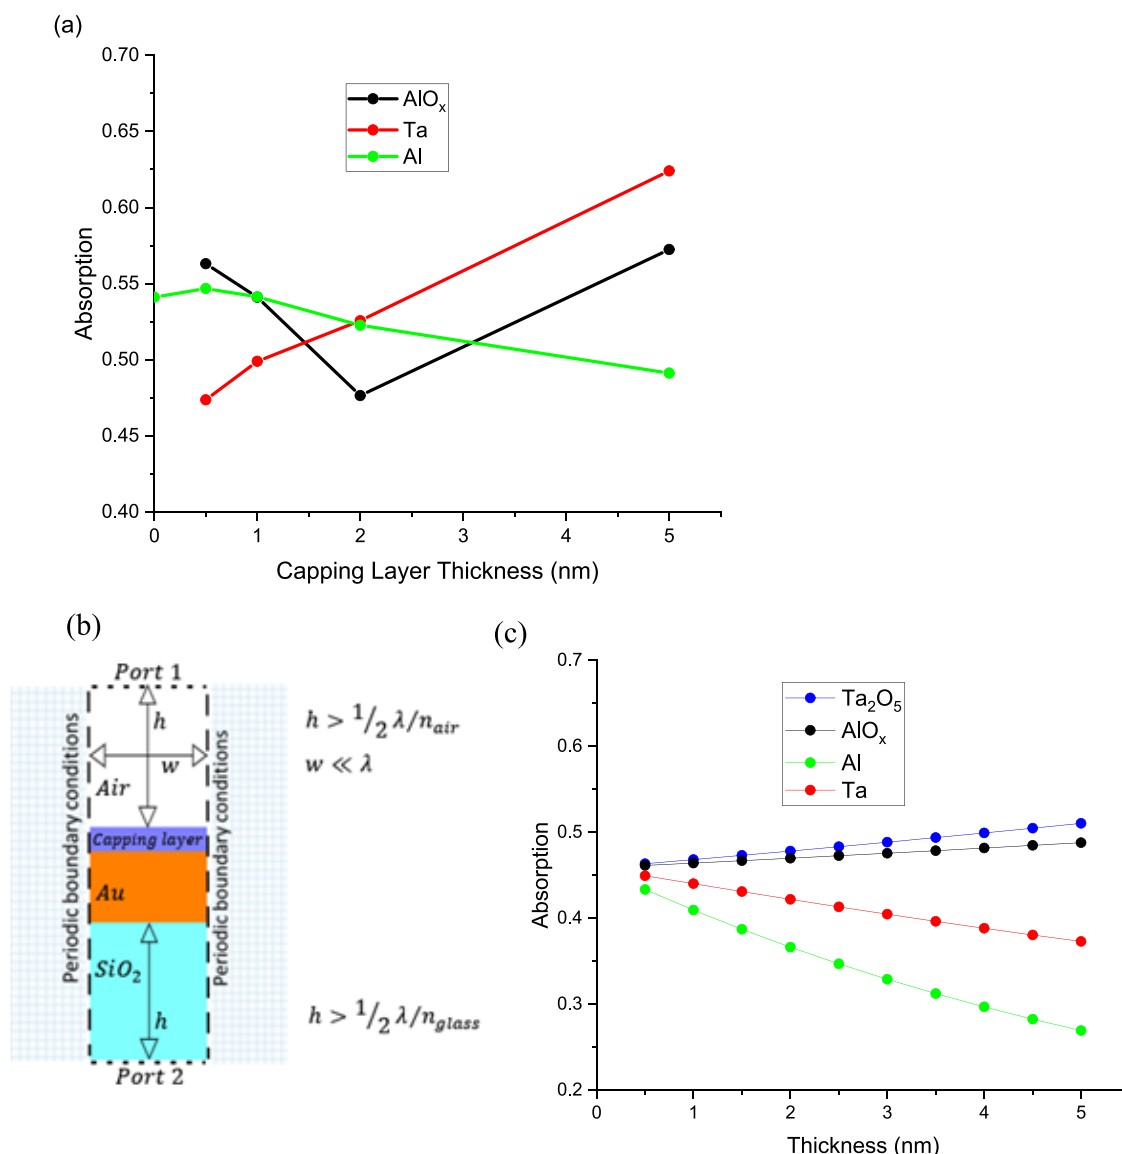 (a)
0.70
0.65
0.60
0.55
0.50
0.45
0.40
Absorption
AlOₓ
Ta
Al
0 1 2 3 4 5
Capping Layer Thickness (nm)
(b)
Port 1
h
w
Air
Capping layer
Au
SiO₂
h
Port 2
Periodic boundary conditions
Periodic boundary conditions
h > 1/2 λ/n_air
w ≪ λ
h > 1/2 λ/n_glass
(c)
0.7
0.6
0.5
0.4
0.3
0.2
Absorption
Ta₂O₅
AlOₓ
Al
Ta
0 1 2 3 4 5
Thickness (nm)